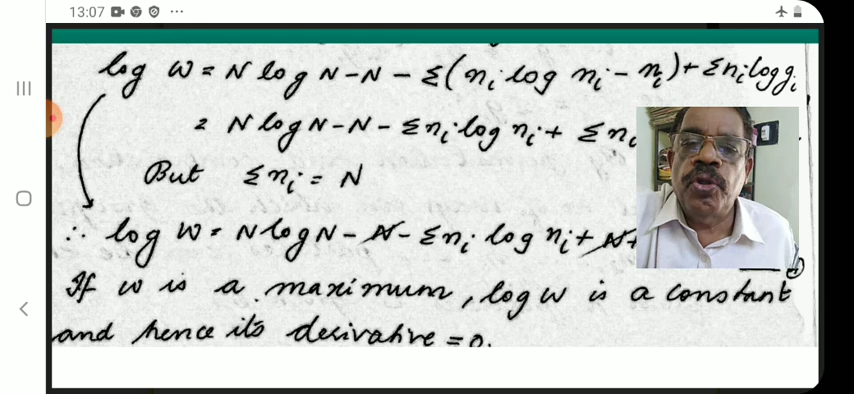 13:07
log w = N log N - N - Σ(nᵢ log nᵢ - nᵢ) + Σnᵢ log gᵢ
= N log N - N - Σnᵢ log nᵢ + Σnᵢ
But Σnᵢ = N
∴ log w = N log N - N - Σnᵢ log nᵢ + N +
If w is a maximum, log w is a constant
and hence its derivative = 0.